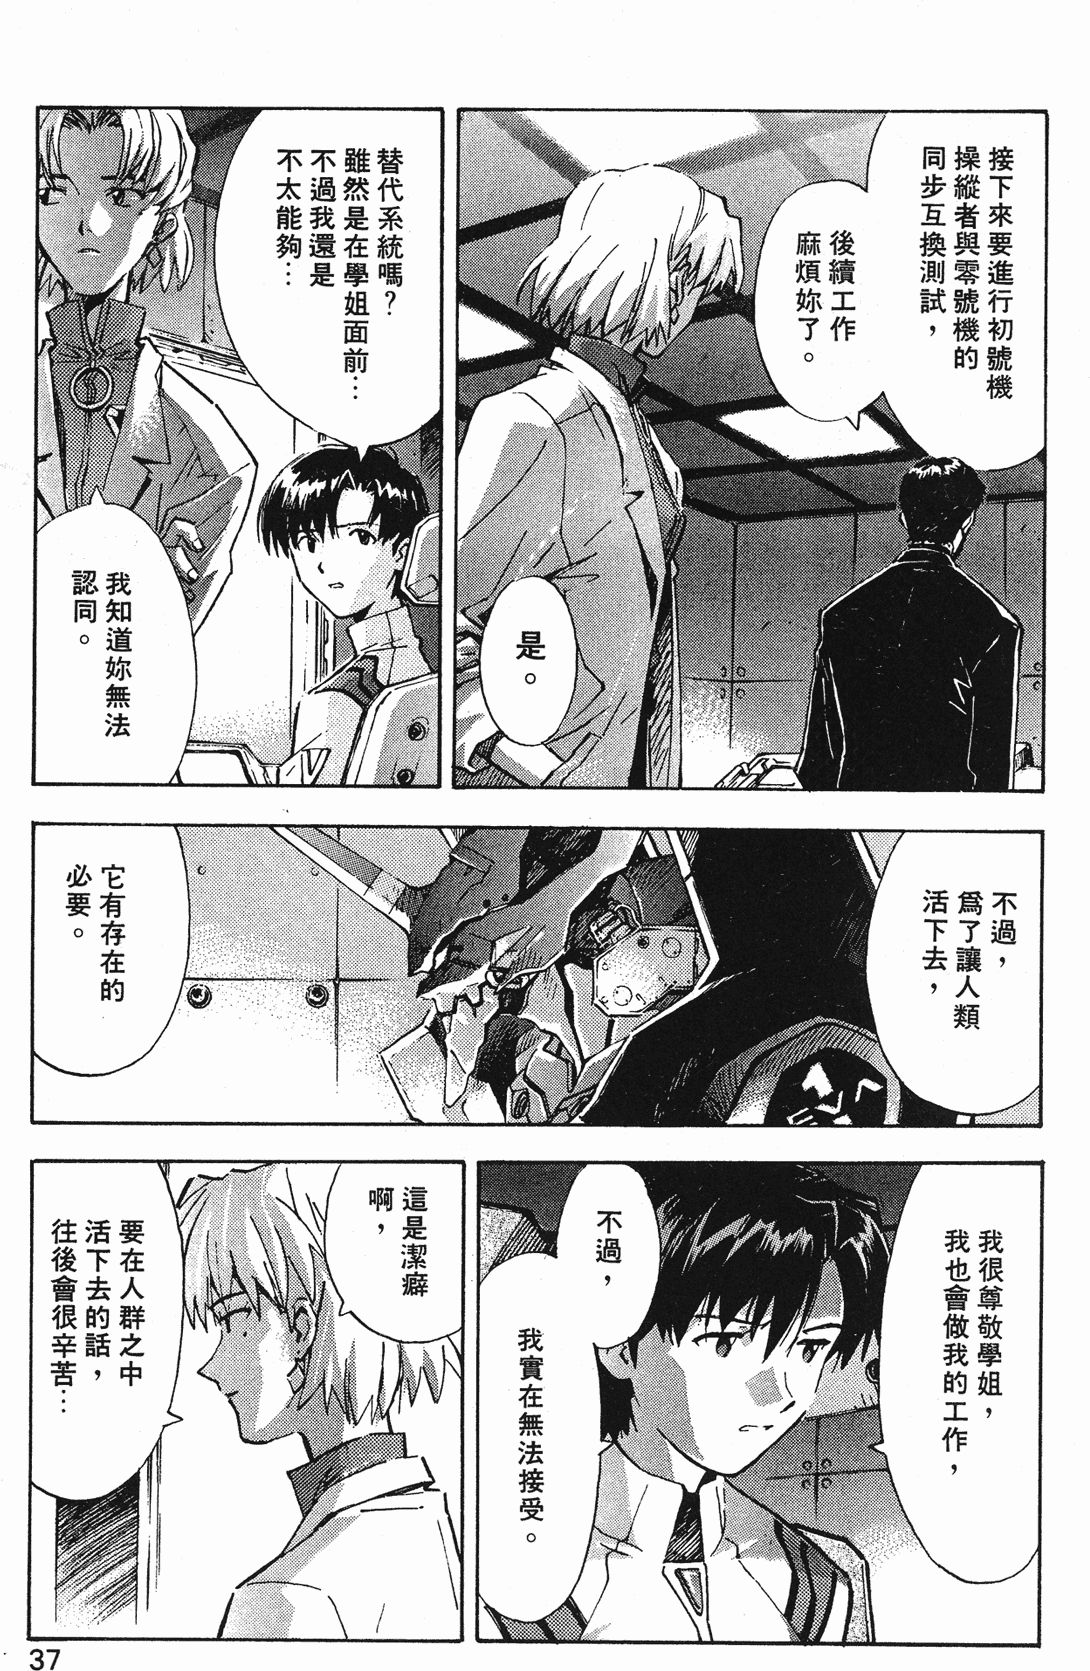 接下來要進行初號機
操縱者與零號機的
同步互換測試，
後續工作
麻煩妳了。
是。
替代系統嗎？
雖然是在學姐面前…
不過我還是
不太能夠…
我知道妳無法
認同。
不過，
為了讓人類
活下去，
它有存在的
必要。
我很尊敬學姐，
我也會做我的工作，
不過，
我實在無法接受。
這是潔癖
啊，
要在人群之中
活下去的話，
往後會很辛苦…
37